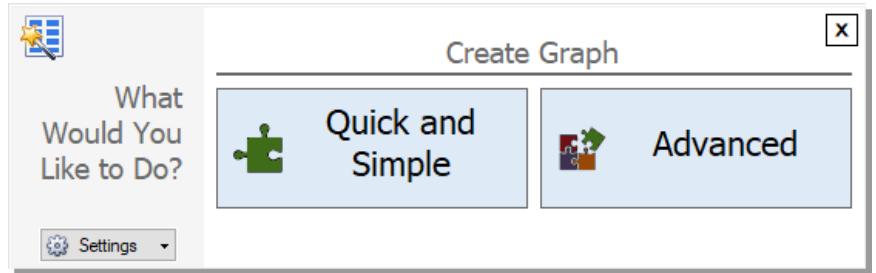 What
Would You
Like to Do?
Settings
Create Graph
X
Quick and
Simple
Advanced